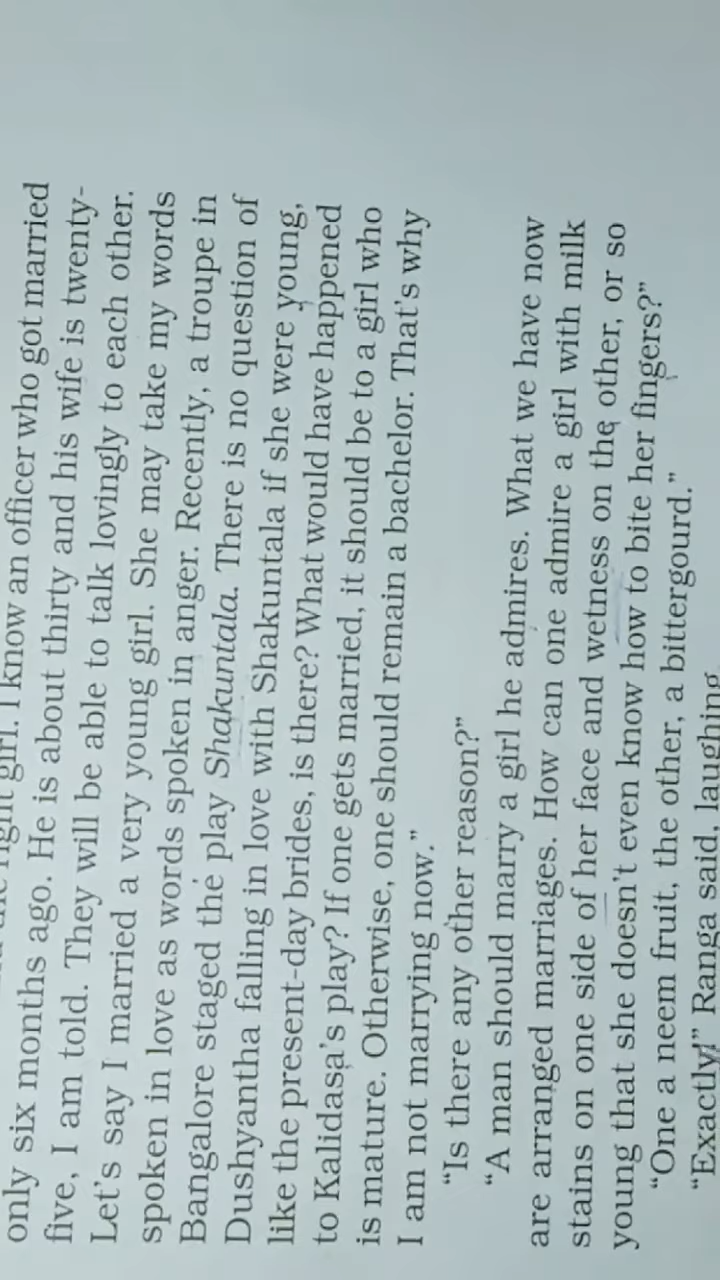 right girl. I know an officer who got married
only six months ago. He is about thirty and his wife is twenty-
five, I am told. They will be able to talk lovingly to each other.
Let's say I married a very young girl. She may take my words
spoken in love as words spoken in anger. Recently, a troupe in
Bangalore staged the play Shakuntala. There is no question of
Dushyantha falling in love with Shakuntala if she were young,
like the present-day brides, is there? What would have happened
to Kalidasa's play? If one gets married, it should be to a girl who
is mature. Otherwise, one should remain a bachelor. That's why
I am not marrying now.”
“Is there any other reason?”
“A man should marry a girl he admires. What we have now
are arranged marriages. How can one admire a girl with milk
stains on one side of her face and wetness on the other, or so
young that she doesn't even know how to bite her fingers?”
“One a neem fruit, the other, a bittergourd.”
“Exactly!” Ranga said, laughing